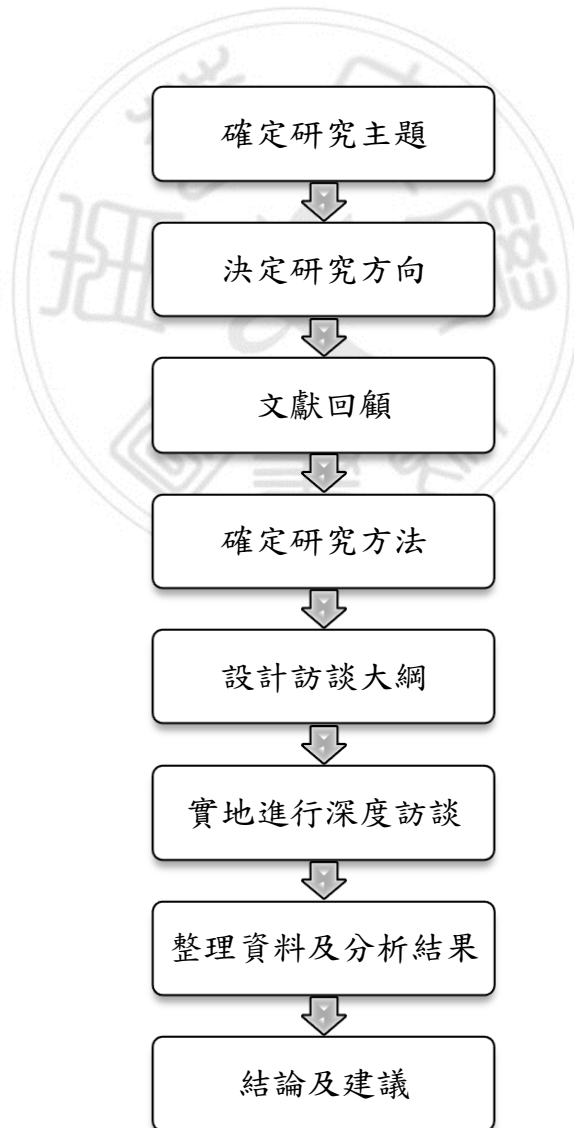 確定研究主題
決定研究方向
文獻回顧
確定研究方法
設計訪談大綱
實地進行深度訪談
整理資料及分析結果
結論及建議